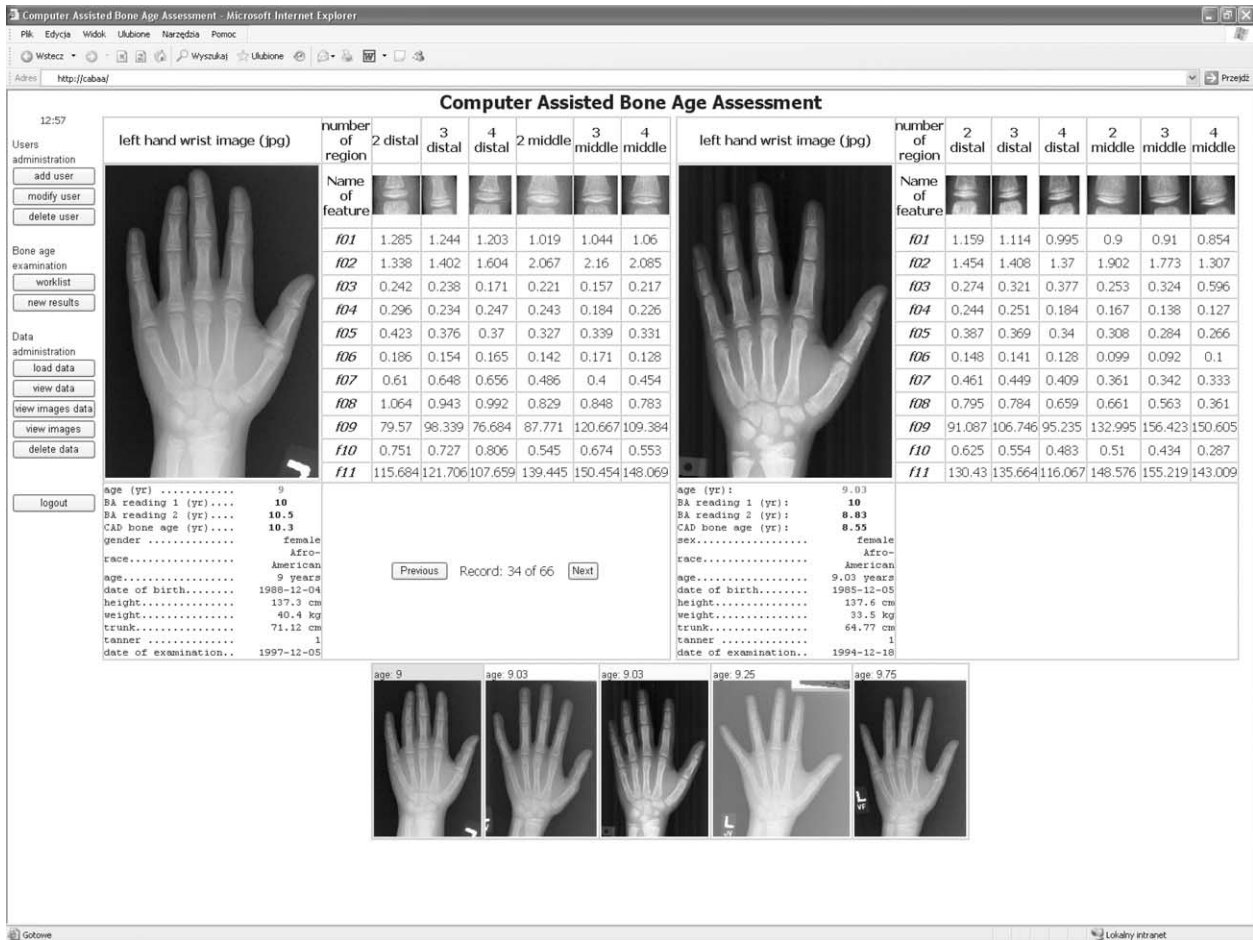 Computer Assisted Bone Age Assessment - Microsoft Internet Explorer
Plik Edycja Widok Ulubione Narzędzia Pomoc
Wstecz Wyszukaj Ulubione
Adres http://cabaa/ Przejdź
Computer Assisted Bone Age Assessment
12:57
Users
administration
add user
modify user
delete user
Bone age
examination
worklist
new results
Data
administration
load data
view data
view images data
view images
delete data
logout
left hand wrist image (jpg) number of region 2 distal 3 distal 4 distal 2 middle 3 middle 4 middle
Name of feature
f01 1.285 1.244 1.203 1.019 1.044 1.06
f02 1.338 1.402 1.604 2.067 2.16 2.085
f03 0.242 0.238 0.171 0.221 0.157 0.217
f04 0.296 0.234 0.247 0.243 0.184 0.226
f05 0.423 0.376 0.37 0.327 0.339 0.331
f06 0.186 0.154 0.165 0.142 0.171 0.128
f07 0.61 0.648 0.656 0.486 0.4 0.454
f08 1.064 0.943 0.992 0.829 0.848 0.783
f09 79.57 98.339 76.684 87.771 120.667 109.384
f10 0.751 0.727 0.806 0.545 0.674 0.553
f11 115.684 121.706 107.659 139.445 150.454 148.069
age (yr) ............ 9
BA reading 1 (yr).... 10
BA reading 2 (yr).... 10.5
CAD bone age (yr).... 10.3
gender .............. female
race................. Afro-American
age.................. 9 years
date of birth........ 1988-12-04
height............... 137.3 cm
weight............... 40.4 kg
trunk................ 71.12 cm
tanner .............. 1
date of examination.. 1997-12-05
Previous Record: 34 of 66 Next
left hand wrist image (jpg) number of region 2 distal 3 distal 4 distal 2 middle 3 middle 4 middle
Name of feature
f01 1.159 1.114 0.995 0.9 0.91 0.854
f02 1.454 1.408 1.37 1.902 1.773 1.307
f03 0.274 0.321 0.377 0.253 0.324 0.596
f04 0.244 0.251 0.184 0.167 0.138 0.127
f05 0.387 0.369 0.34 0.308 0.284 0.266
f06 0.148 0.141 0.128 0.099 0.092 0.1
f07 0.461 0.449 0.409 0.361 0.342 0.333
f08 0.795 0.784 0.659 0.661 0.563 0.361
f09 91.087 106.746 95.235 132.995 156.423 150.605
f10 0.625 0.554 0.483 0.51 0.434 0.287
f11 130.43 135.664 116.067 148.576 155.219 143.009
age (yr): 9.03
BA reading 1 (yr): 10
BA reading 2 (yr): 8.83
CAD bone age (yr): 8.55
sex.................. female
race................. Afro-American
age.................. 9.03 years
date of birth........ 1985-12-05
height............... 137.6 cm
weight............... 33.5 kg
trunk................ 64.77 cm
tanner .............. 1
date of examination.. 1994-12-18
age: 9 age: 9.03 age: 9.03 age: 9.25 age: 9.75
L
VF
L
VF
Gotowe Lokalny intranet